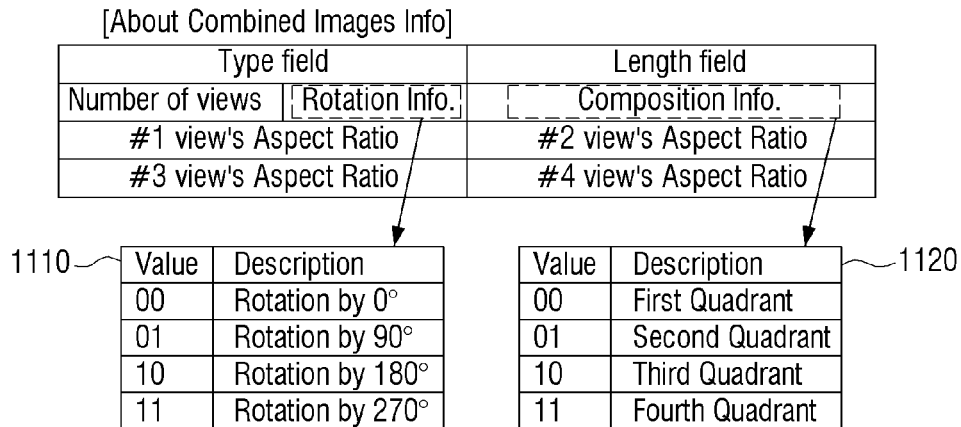 [About Combined Images Info]
Type field Length field
Number of views Rotation Info. Composition Info.
#1 view's Aspect Ratio #2 view's Aspect Ratio
#3 view's Aspect Ratio #4 view's Aspect Ratio
1110 Value Description Value Description 1120
00 Rotation by 0° 00 First Quadrant
01 Rotation by 90° 01 Second Quadrant
10 Rotation by 180° 10 Third Quadrant
11 Rotation by 270° 11 Fourth Quadrant